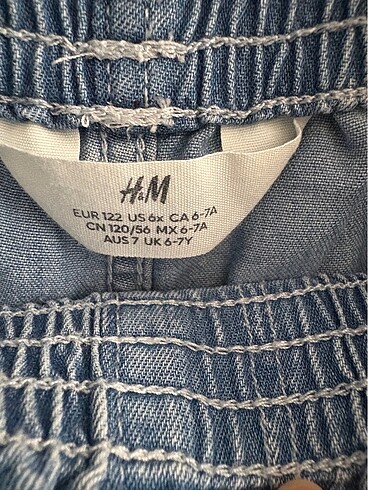 H&M
EUR 122 US 6x CA 6-7A
CN 120/56 MX 6-7A
AUS 7 UK 6-7Y